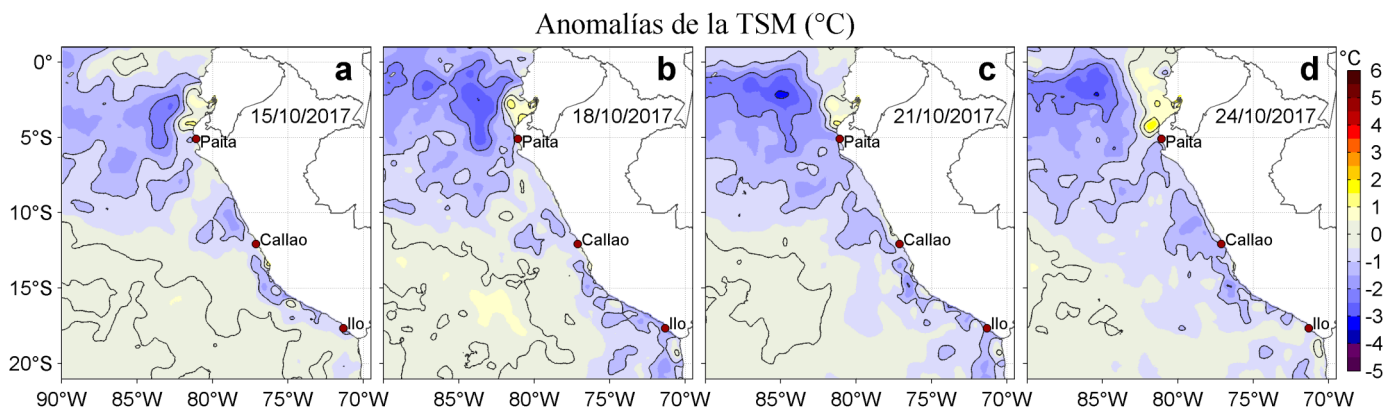 Anomalías de la TSM (°C)
0°
5°S
10°S
15°S
20°S
a
15/10/2017
Paita
Callao
Ilo
90°W 85°W 80°W 75°W 70°W
b
18/10/2017
Paita
Callao
Ilo
85°W 80°W 75°W 70°W
c
21/10/2017
Paita
Callao
Ilo
85°W 80°W 75°W 70°W
d
24/10/2017
Paita
Callao
Ilo
85°W 80°W 75°W 70°W
°C
6
5
4
3
2
1
0
-1
-2
-3
-4
-5